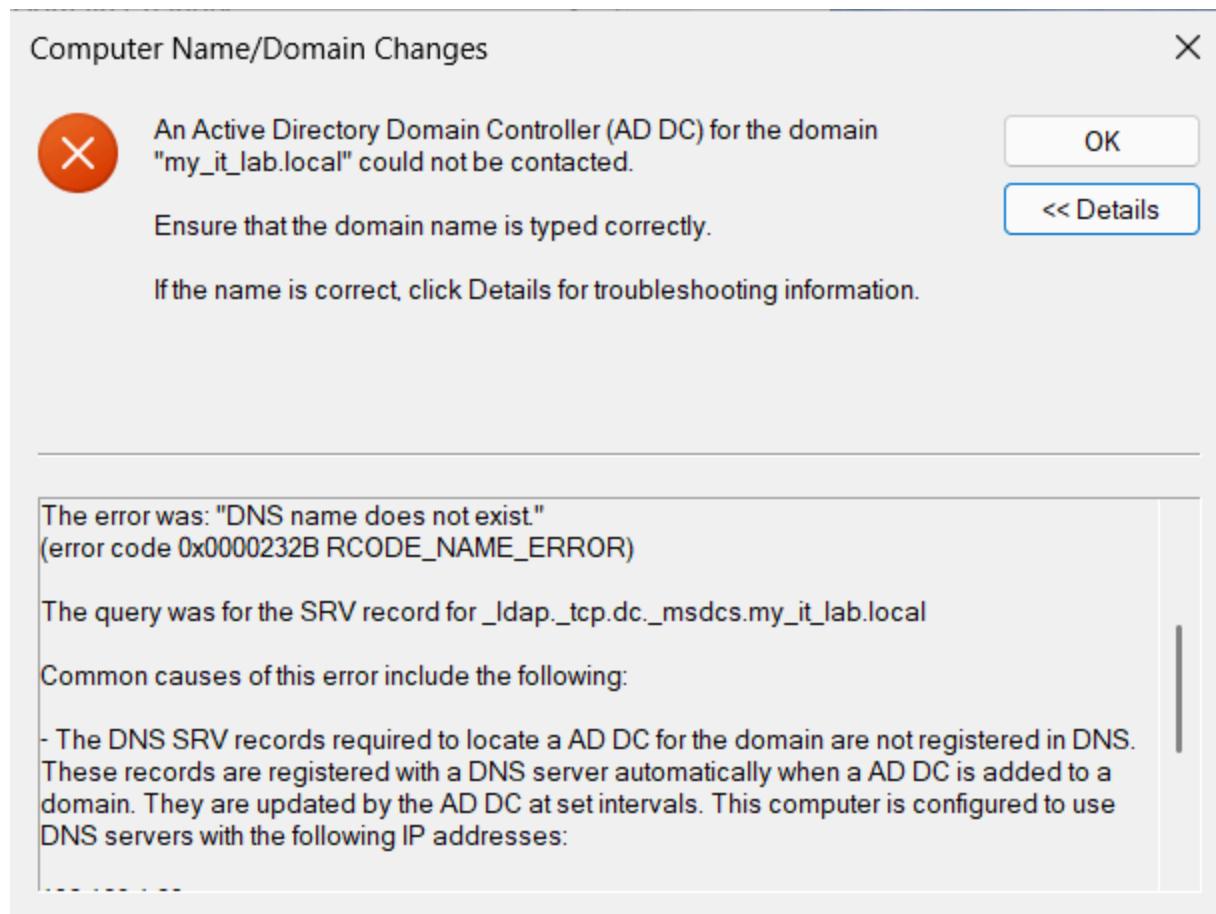 Computer Name/Domain Changes
An Active Directory Domain Controller (AD DC) for the domain
"my_it_lab.local" could not be contacted.
OK
<< Details
Ensure that the domain name is typed correctly.
If the name is correct, click Details for troubleshooting information.
The error was: "DNS name does not exist."
(error code 0x0000232B RCODE_NAME_ERROR)
The query was for the SRV record for _ldap._tcp.dc._msdcs.my_it_lab.local
Common causes of this error include the following:
- The DNS SRV records required to locate a AD DC for the domain are not registered in DNS.
These records are registered with a DNS server automatically when a AD DC is added to a
domain. They are updated by the AD DC at set intervals. This computer is configured to use
DNS servers with the following IP addresses: